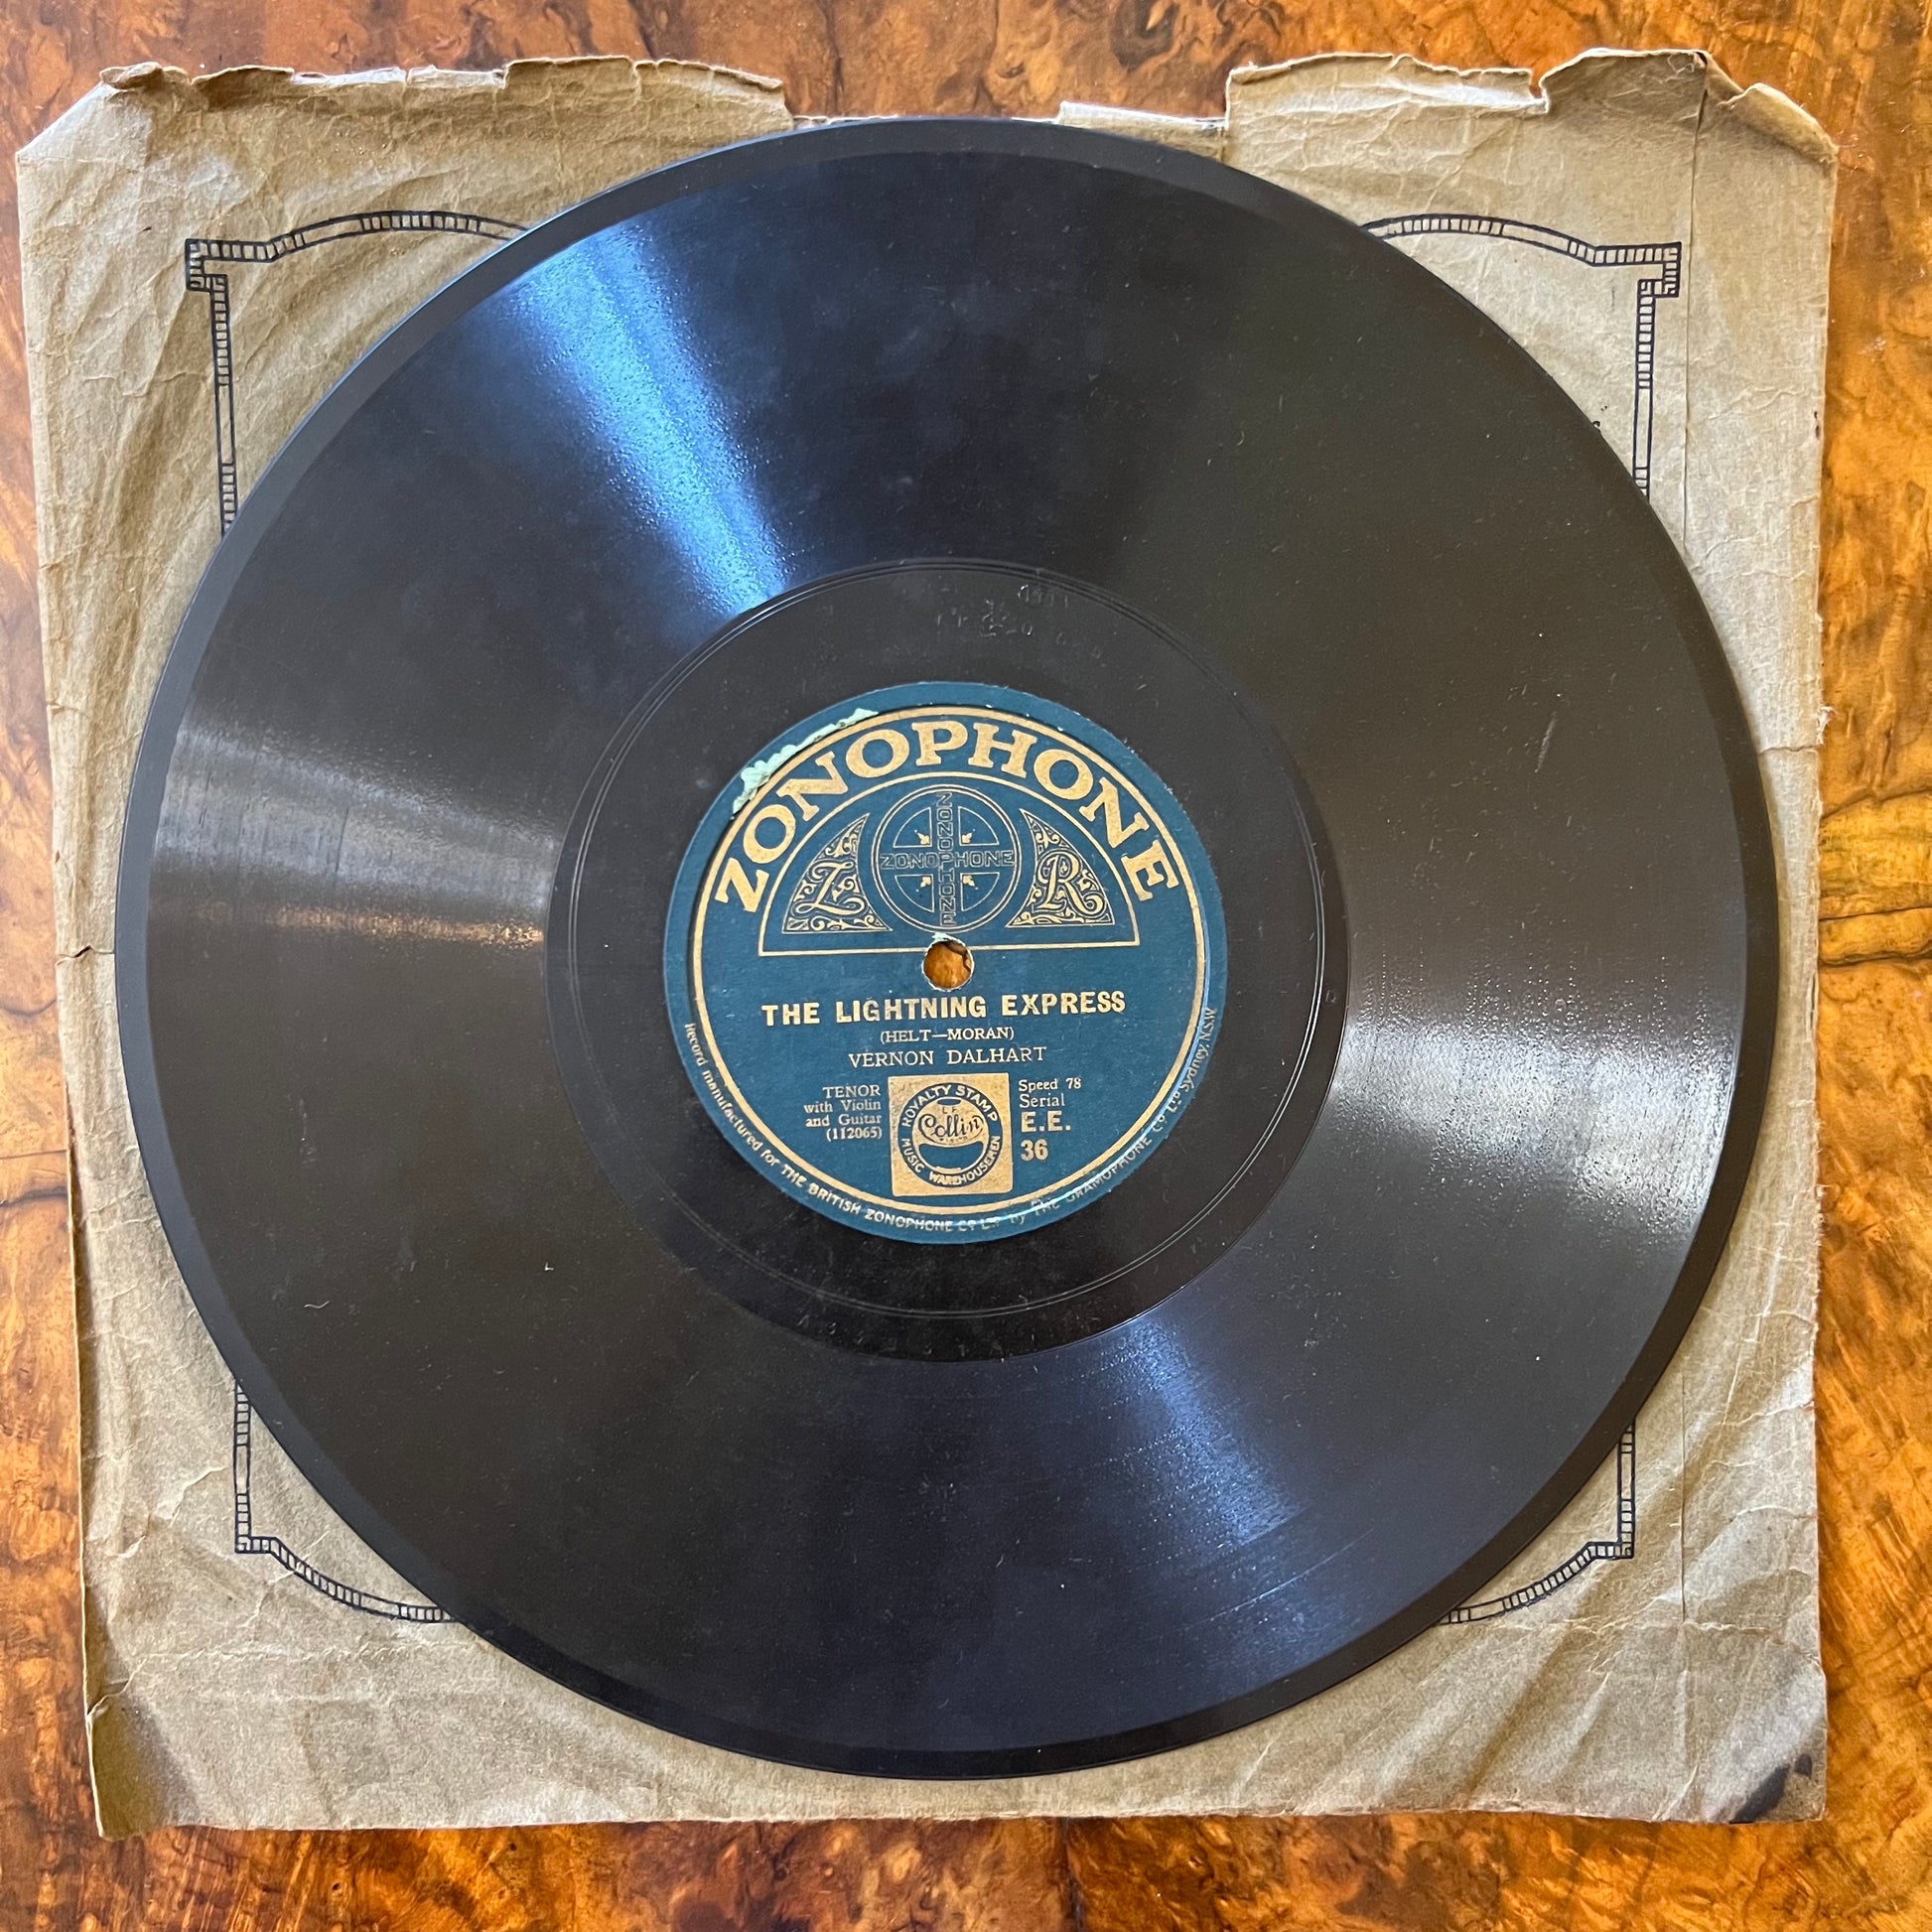 ZONOPHONE
ZONOPHONE
ZONOPHONE
Z
R
THE LIGHTNING EXPRESS
(HELT—MORAN)
VERNON DALHART
TENOR
with Violin
and Guitar
(112065)
ROYALTY STAMP
Collin
MUSIC WAREHOUSEMEN
Speed 78
Serial
E.E.
36
Record manufactured for THE BRITISH ZONOPHONE Co. LTD by THE GRAMOPHONE Co. LTD Sydney, N.S.W.